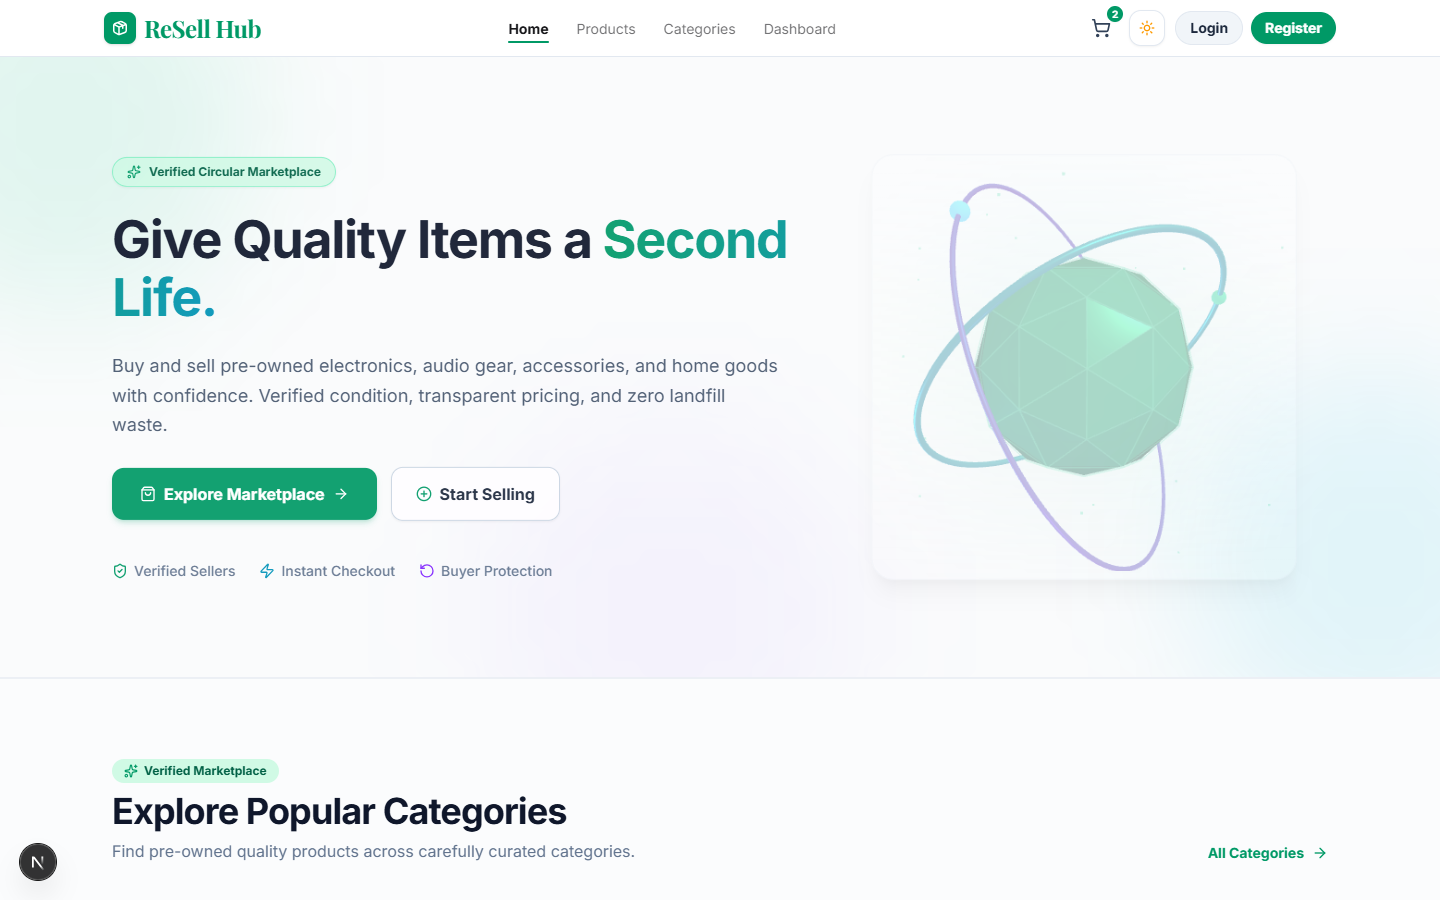 ReSell Hub
Home
Products
Categories
Dashboard
2
Login
Register
Verified Circular Marketplace
Give Quality Items a Second
Life.
Buy and sell pre-owned electronics, audio gear, accessories, and home goods
with confidence. Verified condition, transparent pricing, and zero landfill
waste.
Explore Marketplace
Start Selling
Verified Sellers
Instant Checkout
Buyer Protection
Verified Marketplace
Explore Popular Categories
Find pre-owned quality products across carefully curated categories.
All Categories
N